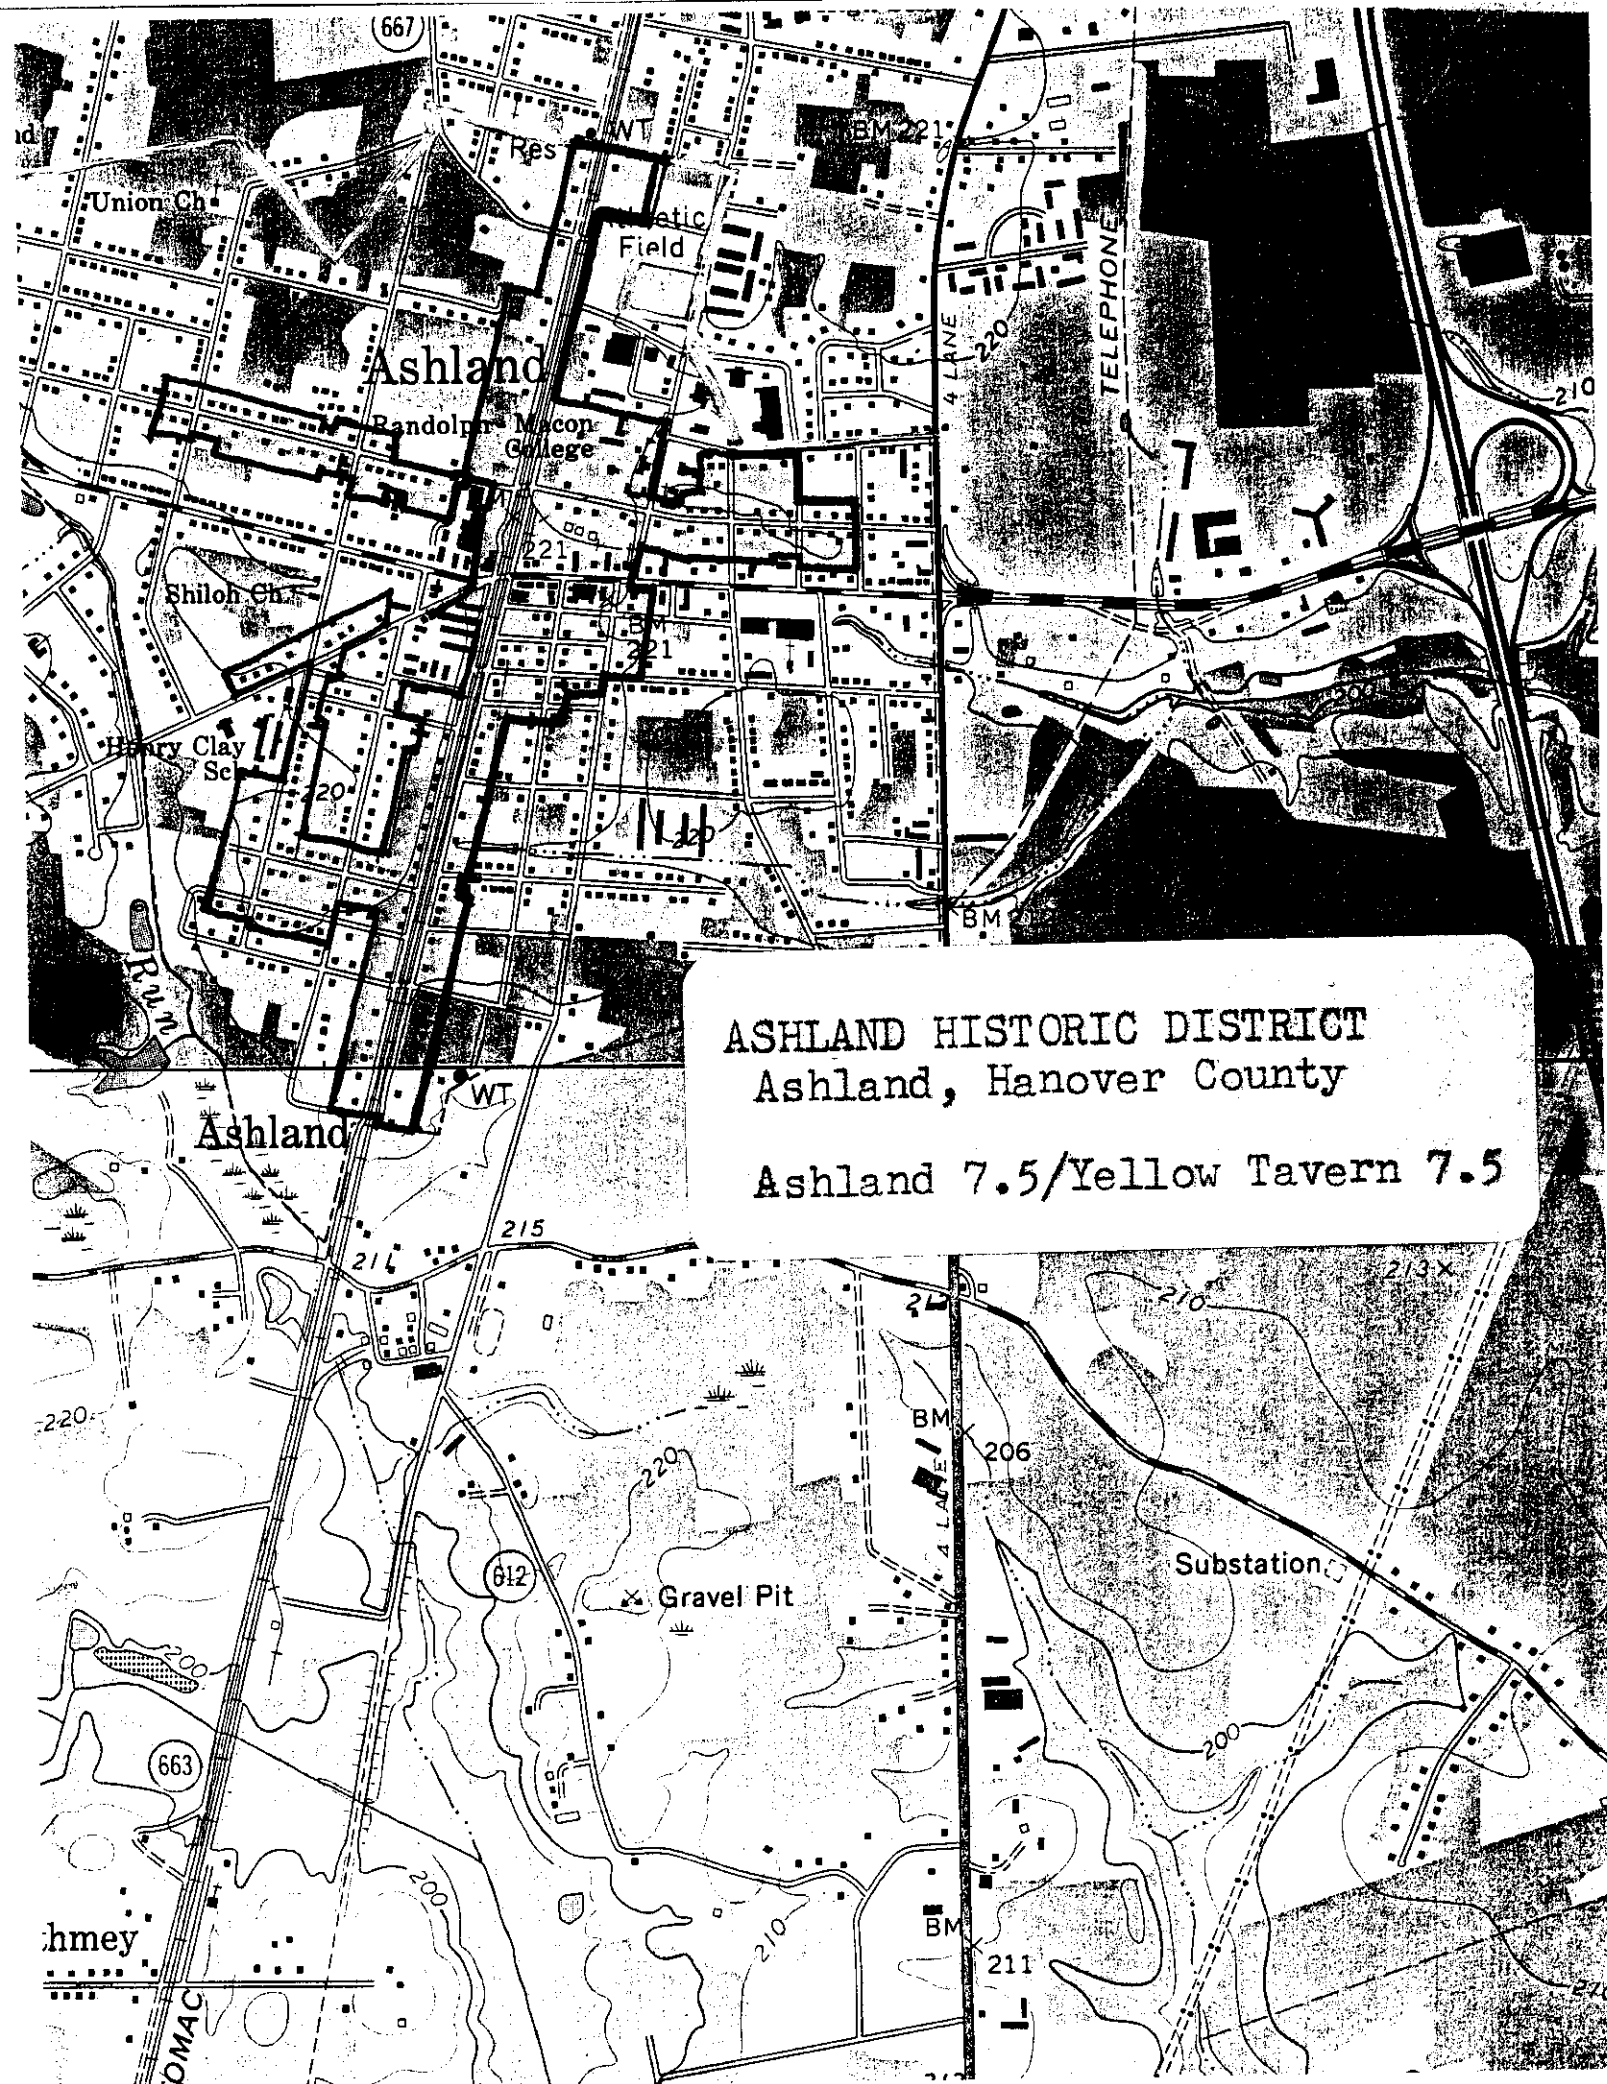 667
WT
Res
BM 221
Union Ch
Field
TELEPHONE
4 LANE
220
Ashland
210
Randolph-Macon
College
221
Shiloh Ch
BM
221
200
Henry Clay
Sch
220
220
BM
Run
ASHLAND HISTORIC DISTRICT
Ashland, Hanover County
Ashland 7.5/Yellow Tavern 7.5
WT
Ashland
215
211
213
210
220
BM
206
220
4 LANE
Substation
612
Gravel Pit
200
200
663
200
210
hmey
BM
211
210
OMAC